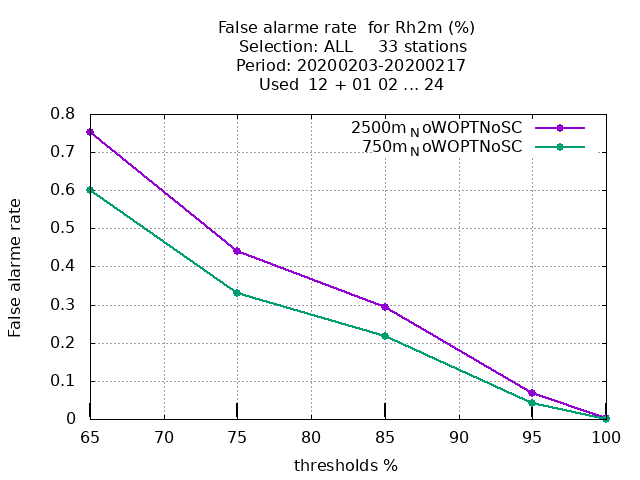 False alarme rate  for Rh2m (%)
Selection: ALL     33 stations
Period: 20200203-20200217
Used  12 + 01 02 ... 24
2500m_NoWOPTNoSC
750m_NoWOPTNoSC
False alarme rate
0.8
0.7
0.6
0.5
0.4
0.3
0.2
0.1
0
65 70 75 80 85 90 95 100
thresholds %